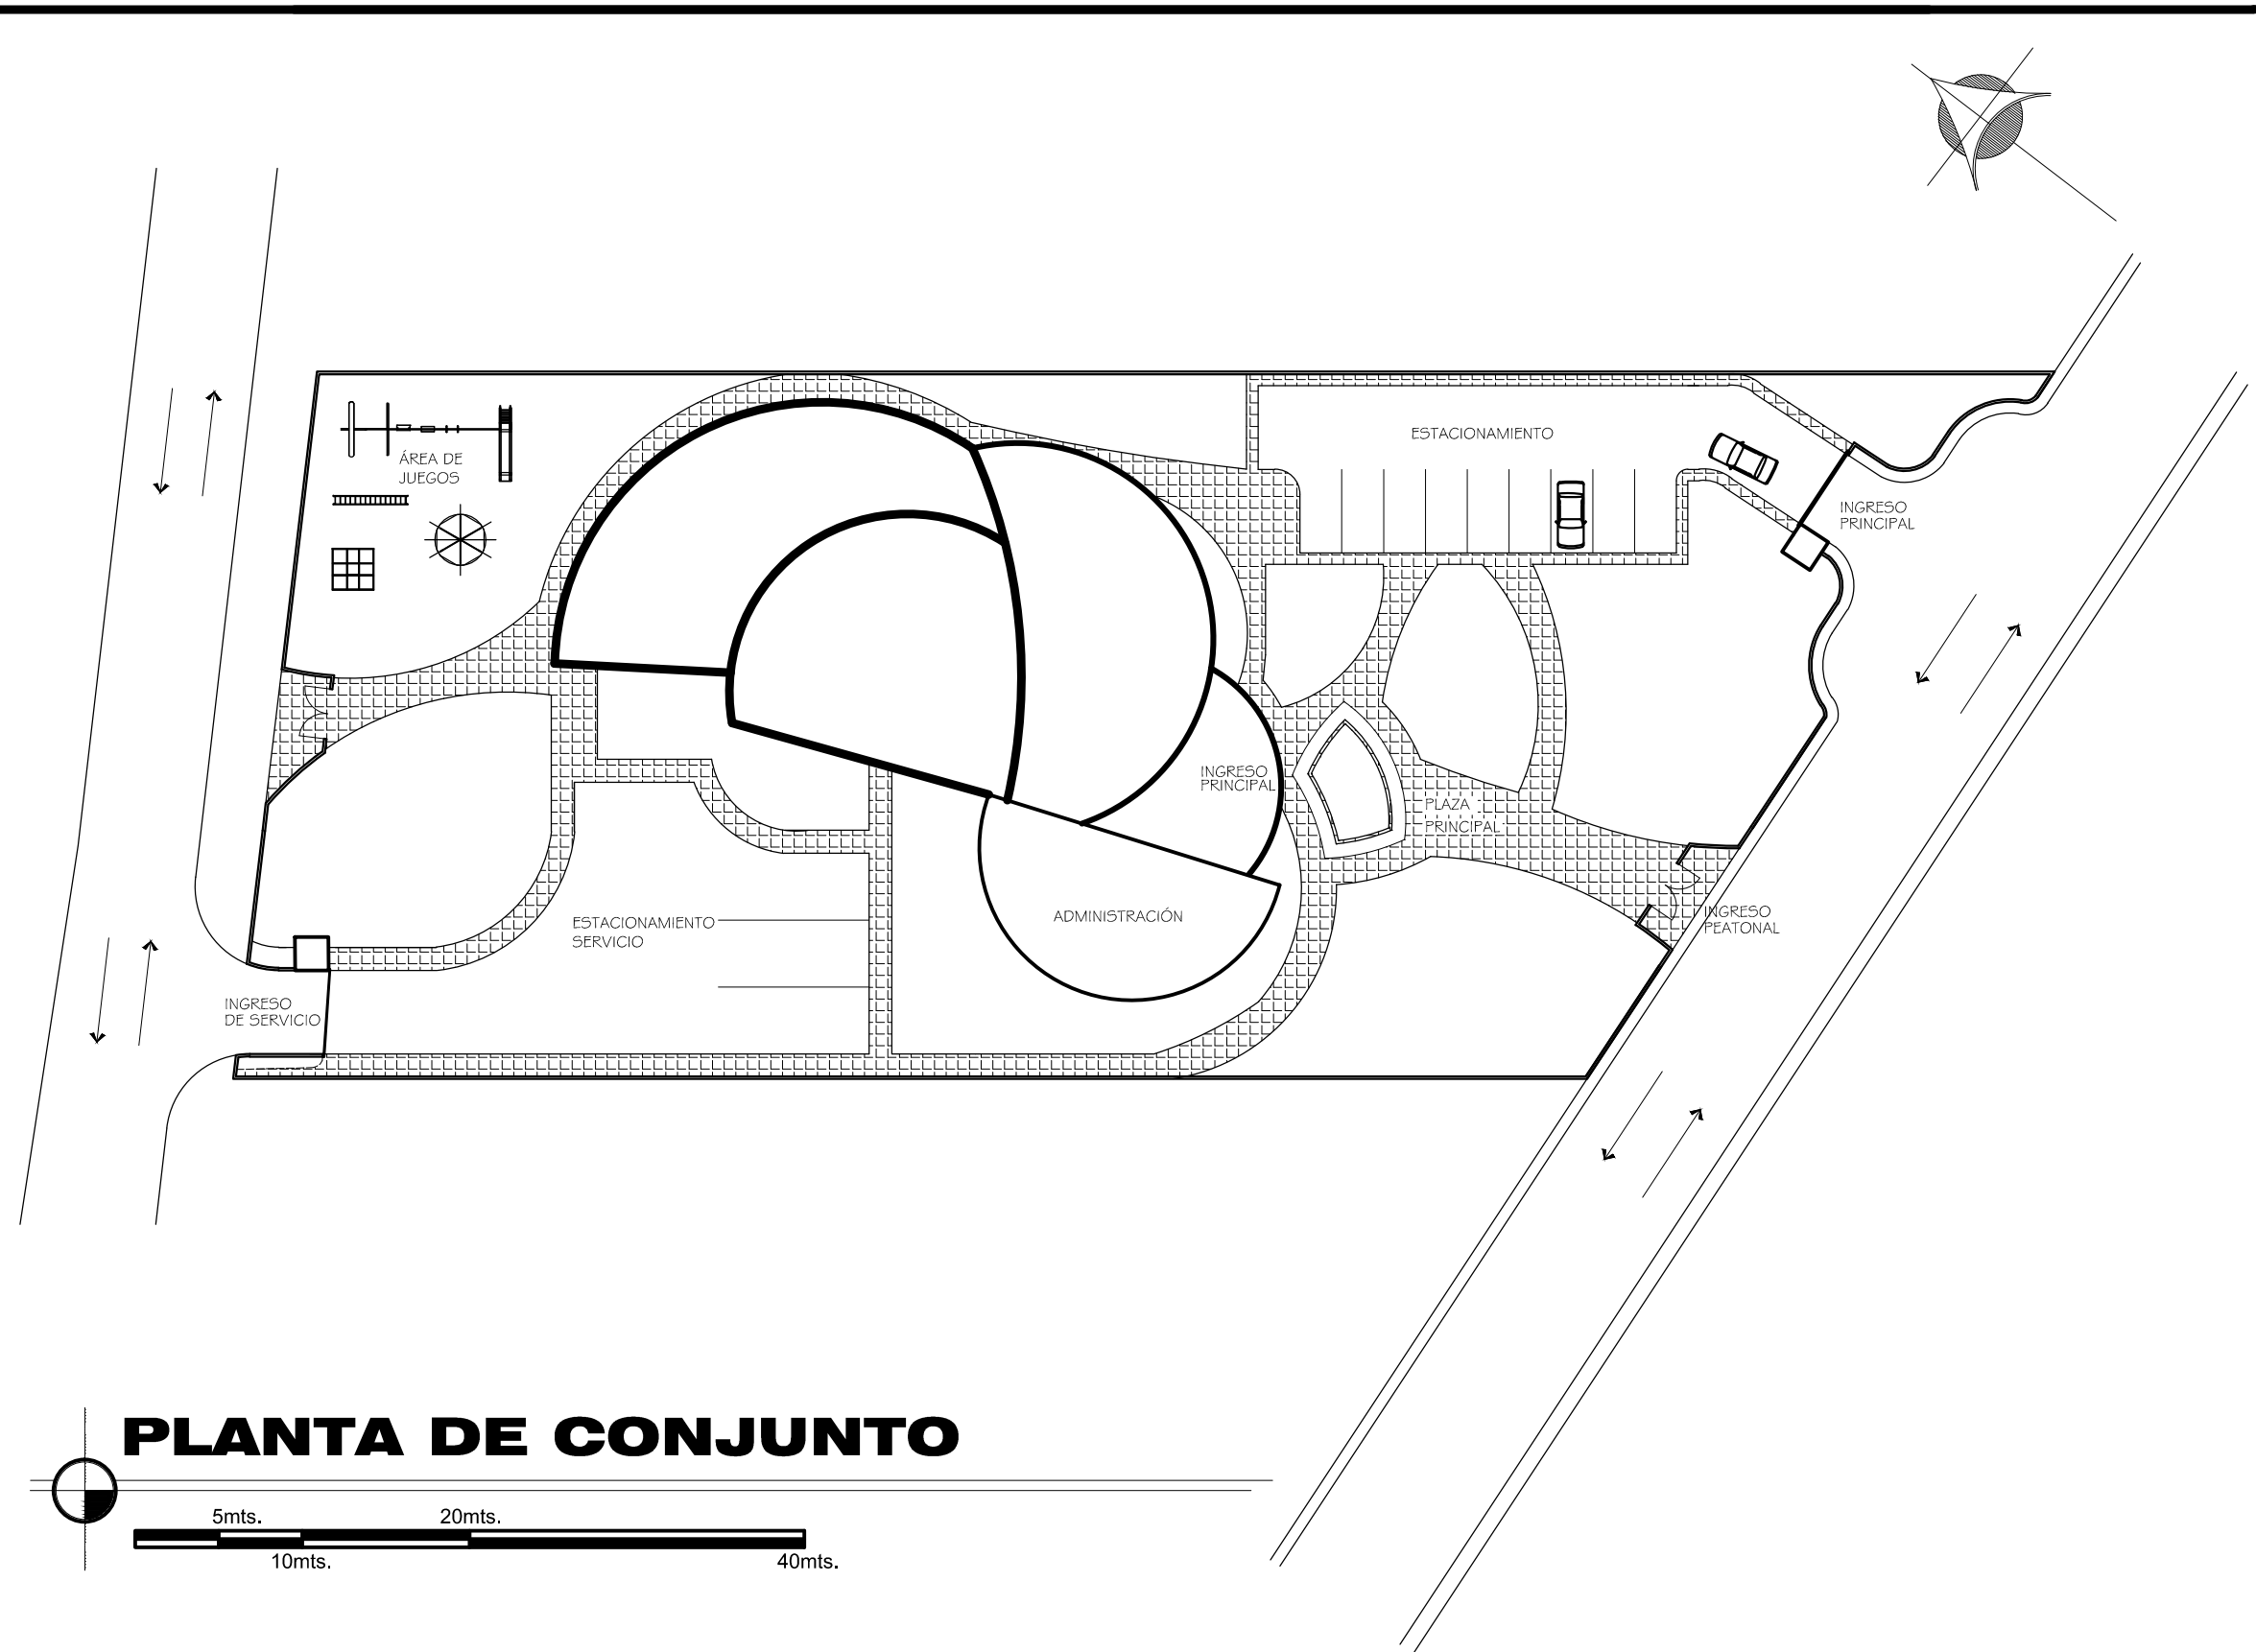 ESTACIONAMIENTO
ÁREA DE
JUEGOS
INGRESO
PRINCIPAL
INGRESO
PRINCIPAL
PLAZA
PRINCIPAL
ADMINISTRACIÓN
INGRESO
PEATONAL
ESTACIONAMIENTO
SERVICIO
INGRESO
DE SERVICIO
PLANTA DE CONJUNTO
5mts. 20mts.
10mts. 40mts.